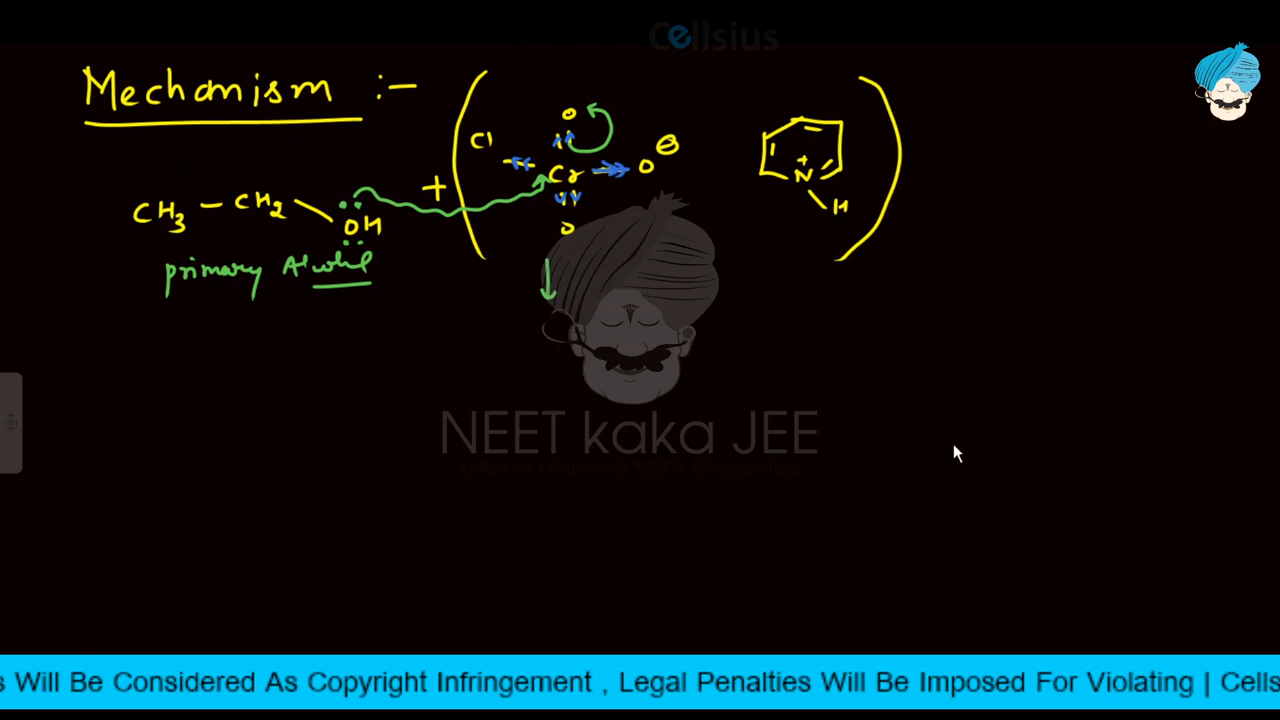 Cellsius
Mechanism :-
CH3 - CH2 OH + ( Cl Cr O O O ⊖ N + H )
primary Alcohol
NEET kaka JEE
s Will Be Considered As Copyright Infringement , Legal Penalties Will Be Imposed For Violating | Cells